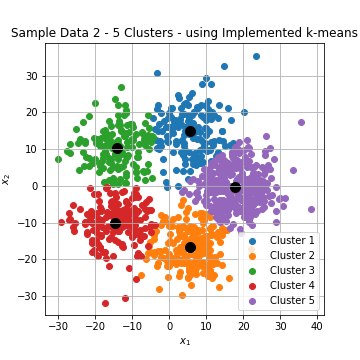 Sample Data 2 - 5 Clusters - using Implemented k-means
30
20
10
0
−10
−20
−30
x₂
−30 −20 −10 0 10 20 30 40
x₁
Cluster 1
Cluster 2
Cluster 3
Cluster 4
Cluster 5